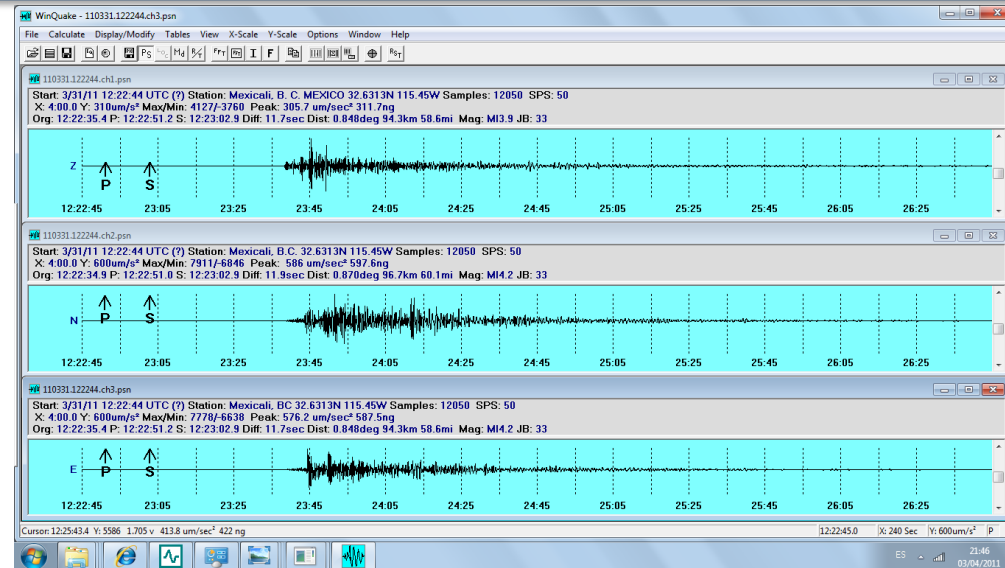 WinQuake - 110331.122244.ch3.psn
File Calculate Display/Modify Tables View X-Scale Y-Scale Options Window Help
PS Md FFT I F RST
110331.122244.ch1.psn
Start: 3/31/11 12:22:44 UTC (?) Station: Mexicali, B. C. MEXICO 32.6313N 115.45W Samples: 12050 SPS: 50
X: 4:00.0 Y: 310um/s² Max/Min: 4127/-3760 Peak: 305.7 um/sec² 311.7ng
Org: 12:22:35.4 P: 12:22:51.2 S: 12:23:02.9 Diff: 11.7sec Dist: 0.848deg 94.3km 58.6mi Mag: Ml3.9 JB: 33
Z
P S
12:22:45 23:05 23:25 23:45 24:05 24:25 24:45 25:05 25:25 25:45 26:05 26:25
110331.122244.ch2.psn
Start: 3/31/11 12:22:44 UTC (?) Station: Mexicali, B.C. 32.6313N 115.45W Samples: 12050 SPS: 50
X: 4:00.0 Y: 600um/s² Max/Min: 7911/-6846 Peak: 586 um/sec² 597.6ng
Org: 12:22:34.9 P: 12:22:51.0 S: 12:23:02.9 Diff: 11.9sec Dist: 0.870deg 96.7km 60.1mi Mag: Ml4.2 JB: 33
N P S
12:22:45 23:05 23:25 23:45 24:05 24:25 24:45 25:05 25:25 25:45 26:05 26:25
110331.122244.ch3.psn
Start: 3/31/11 12:22:44 UTC (?) Station: Mexicali, BC 32.6313N 115.45W Samples: 12050 SPS: 50
X: 4:00.0 Y: 600um/s² Max/Min: 7778/-6638 Peak: 576.2 um/sec² 587.5ng
Org: 12:22:35.4 P: 12:22:51.2 S: 12:23:02.9 Diff: 11.7sec Dist: 0.848deg 94.3km 58.6mi Mag: Ml4.2 JB: 33
E P S
12:22:45 23:05 23:25 23:45 24:05 24:25 24:45 25:05 25:25 25:45 26:05 26:25
Cursor: 12:25:43.4 Y: 5586 1.705 v 413.8 um/sec² 422 ng 12:22:45.0 X: 240 Sec Y: 600um/s² P
ES 21:46
03/04/2011